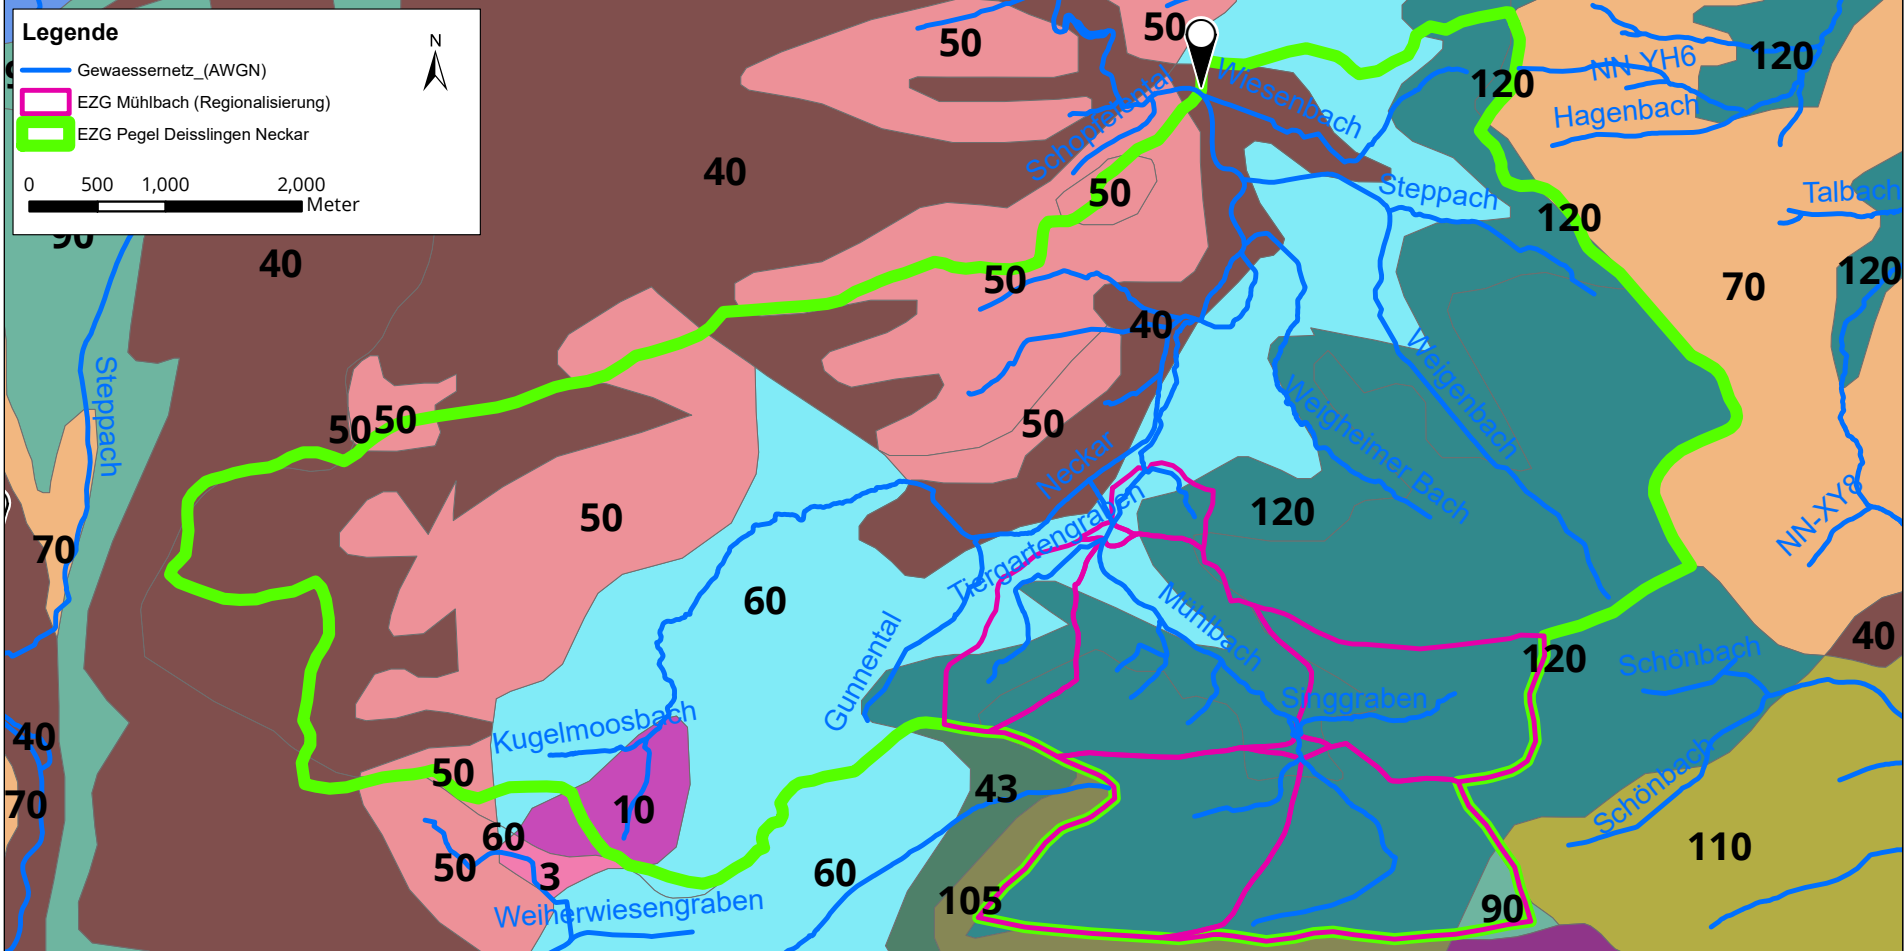 Legende
N
Gewaessernetz_(AWGN)
EZG Mühlbach (Regionalisierung)
EZG Pegel Deisslingen Neckar
0 500 1,000 2,000
Meter
50
50
120
NN-YH6
120
Wiesenbach
Schopfelental
Hagenbach
40
50
Steppach
Talbach
120
90
40
50
70
120
40
Steppach
50 50
50
Weigenbach
Weigheimer Bach
Neckar
50
120
Tiergartengraben
NN-XY8
70
60
Mühlbach
Gunnental
40
120
Schönbach
Singgraben
Kugelmoosbach
40
50
43
Schönbach
70
10
60
110
50
3
60
105
90
Weiherwiesengraben